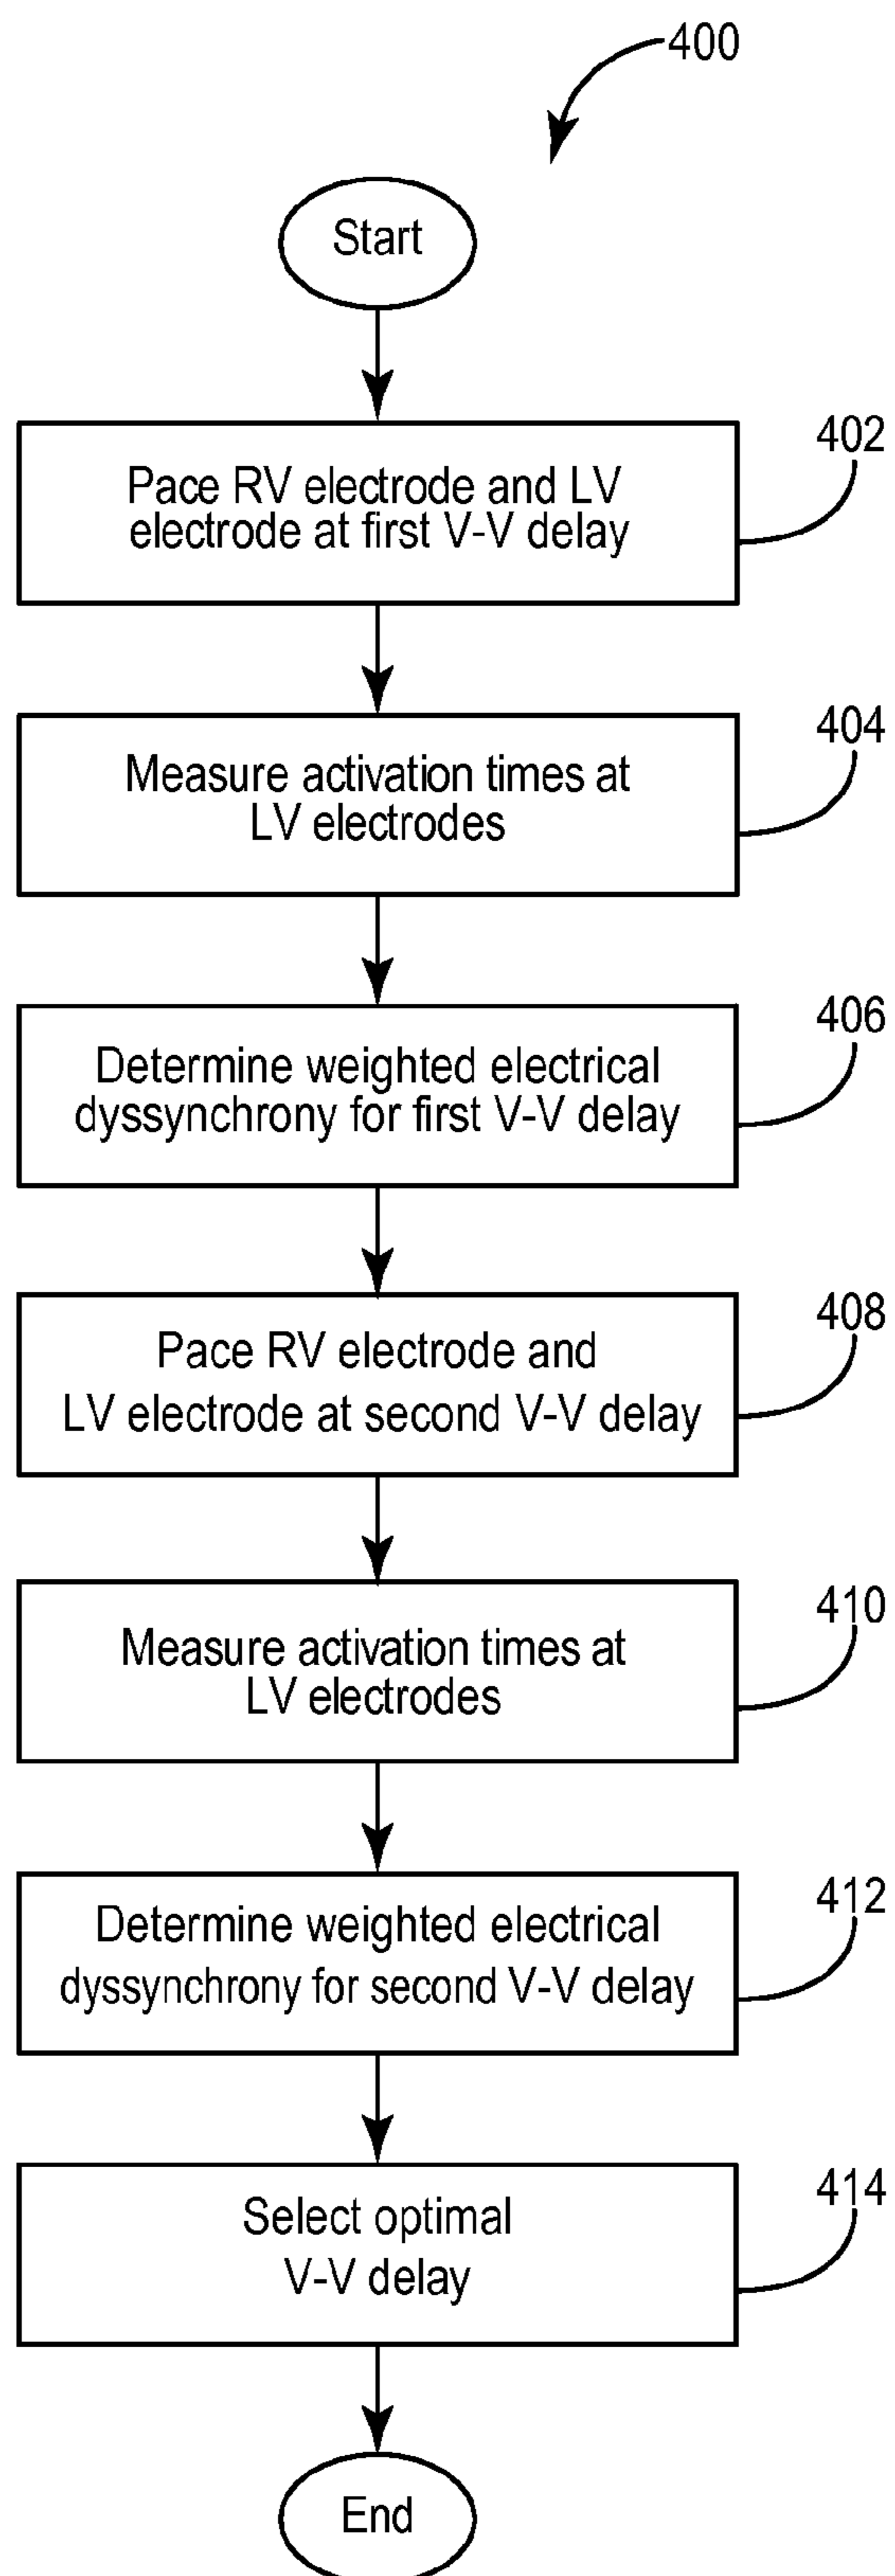 400
Start
402
Pace RV electrode and LV
electrode at first V-V delay
404
Measure activation times at
LV electrodes
406
Determine weighted electrical
dyssynchrony for first V-V delay
408
Pace RV electrode and
LV electrode at second V-V delay
410
Measure activation times at
LV electrodes
412
Determine weighted electrical
dyssynchrony for second V-V delay
414
Select optimal
V-V delay
End